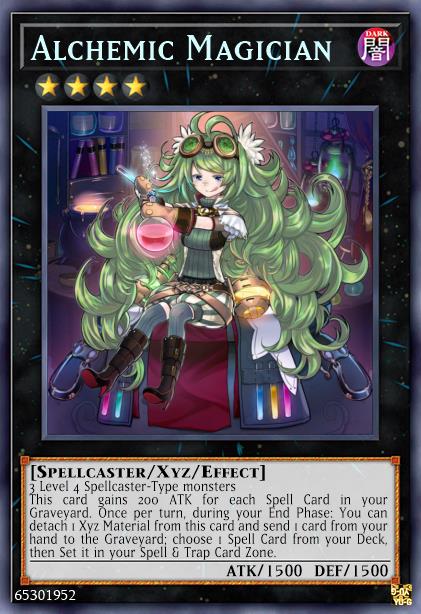 Alchemic Magician
DARK
闇
[Spellcaster/Xyz/Effect]
3 Level 4 Spellcaster-Type monsters
This card gains 200 ATK for each Spell Card in your
Graveyard. Once per turn, during your End Phase: You can
detach 1 Xyz Material from this card and send 1 card from your
hand to the Graveyard; choose 1 Spell Card from your Deck,
then Set it in your Spell & Trap Card Zone.
ATK/1500 DEF/1500
65301952